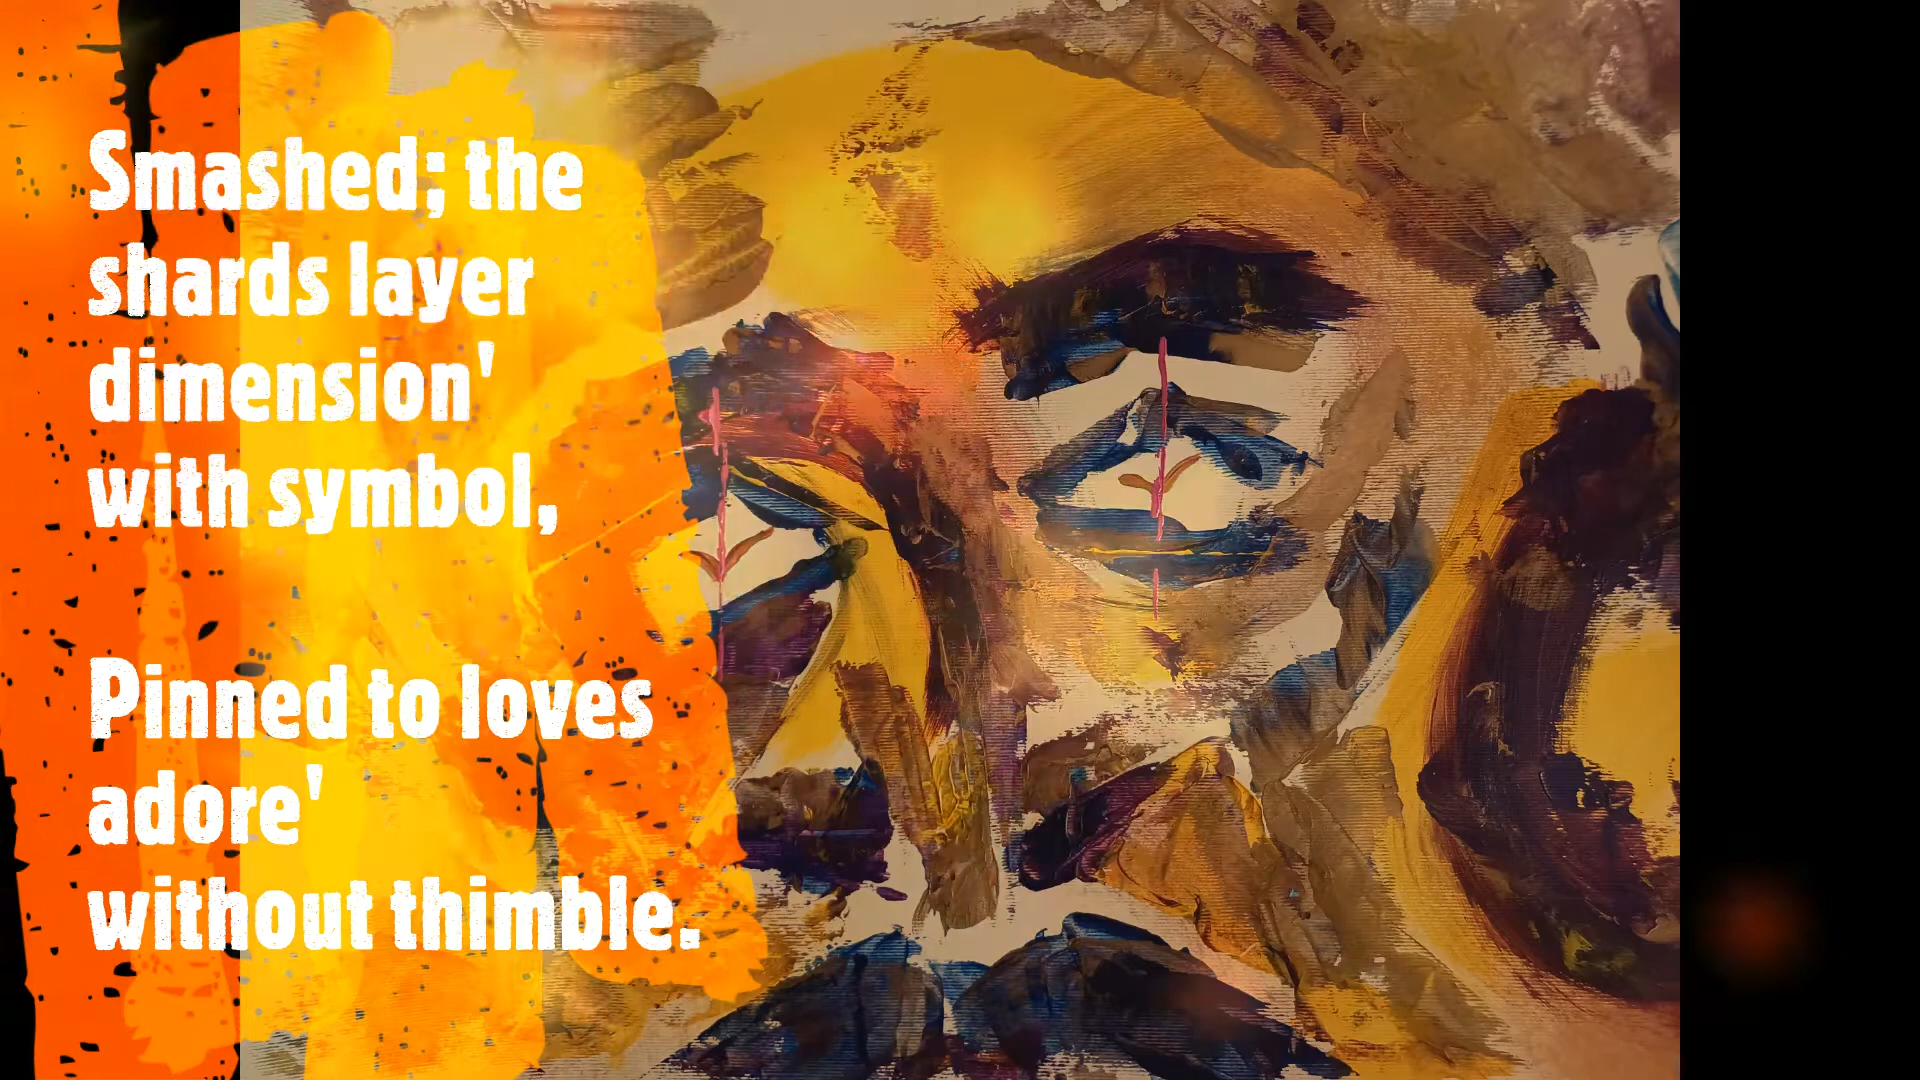 Smashed; the
shards layer
dimension'
with symbol,
Pinned to loves
adore'
without thimble.